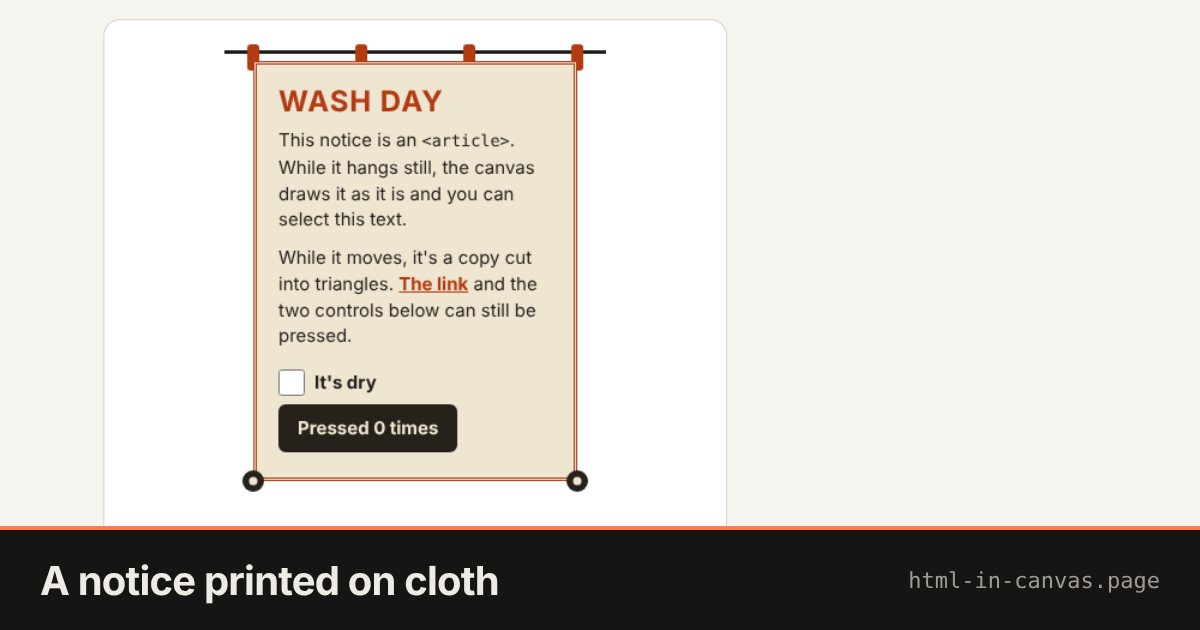 WASH DAY
This notice is an <article>.
While it hangs still, the canvas
draws it as it is and you can
select this text.
While it moves, it's a copy cut
into triangles. The link and the
two controls below can still be
pressed.
It's dry
Pressed 0 times
A notice printed on cloth
html-in-canvas.page